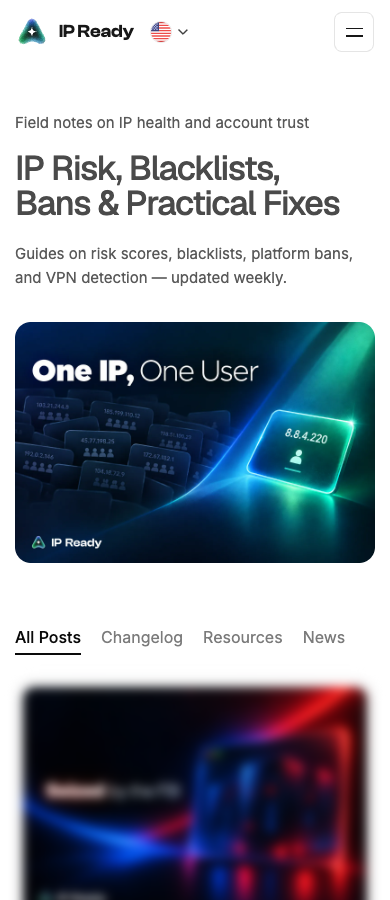 IP Ready
Field notes on IP health and account trust
IP Risk, Blacklists,
Bans & Practical Fixes
Guides on risk scores, blacklists, platform bans,
and VPN detection — updated weekly.
One IP, One User
8.8.4.220
IP Ready
All Posts
Changelog
Resources
News